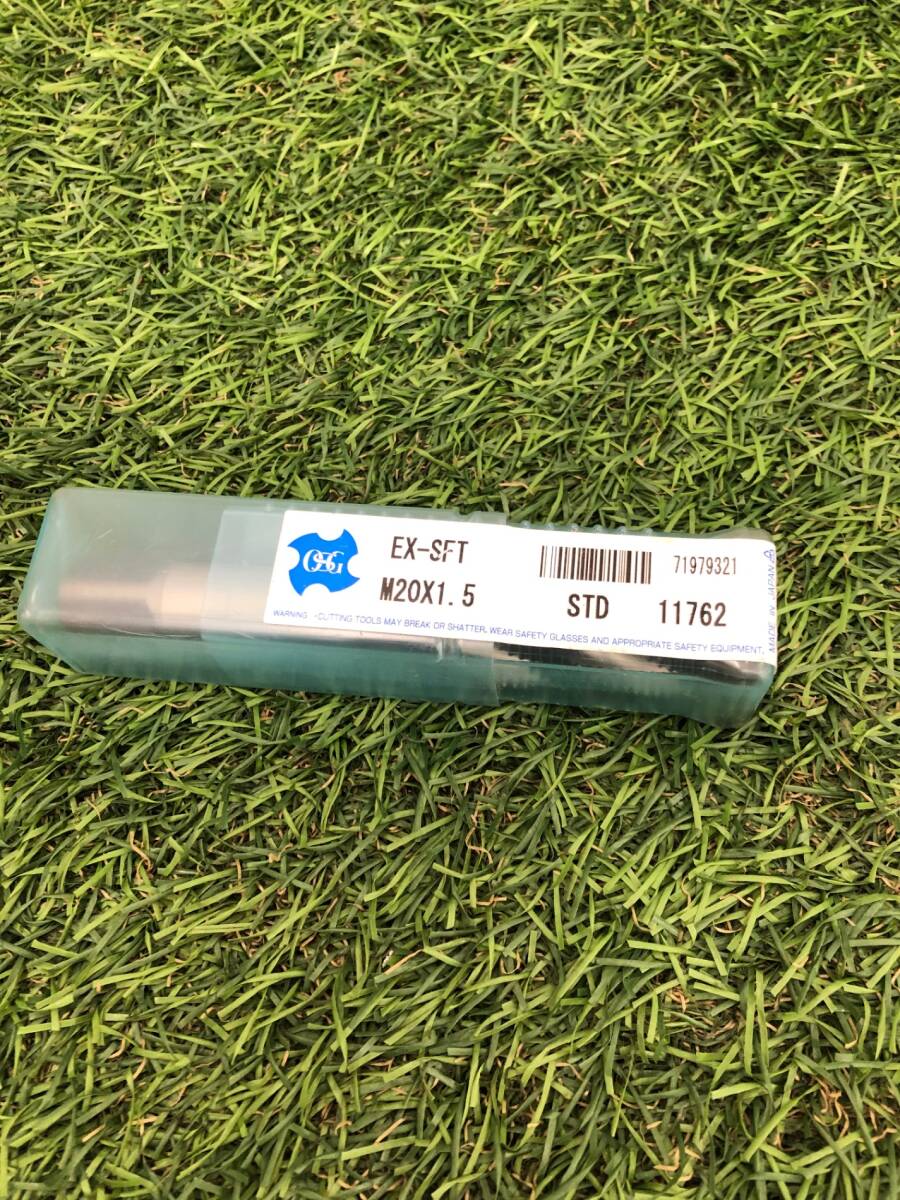 OSG
EX-SFT
71979321
M20X1.5
STD 11762
WARNING. ·CUTTING TOOLS MAY BREAK OR SHATTER, WEAR SAFETY GLASSES AND APPROPRIATE SAFETY EQUIPMENT.
MADE IN JAPAN